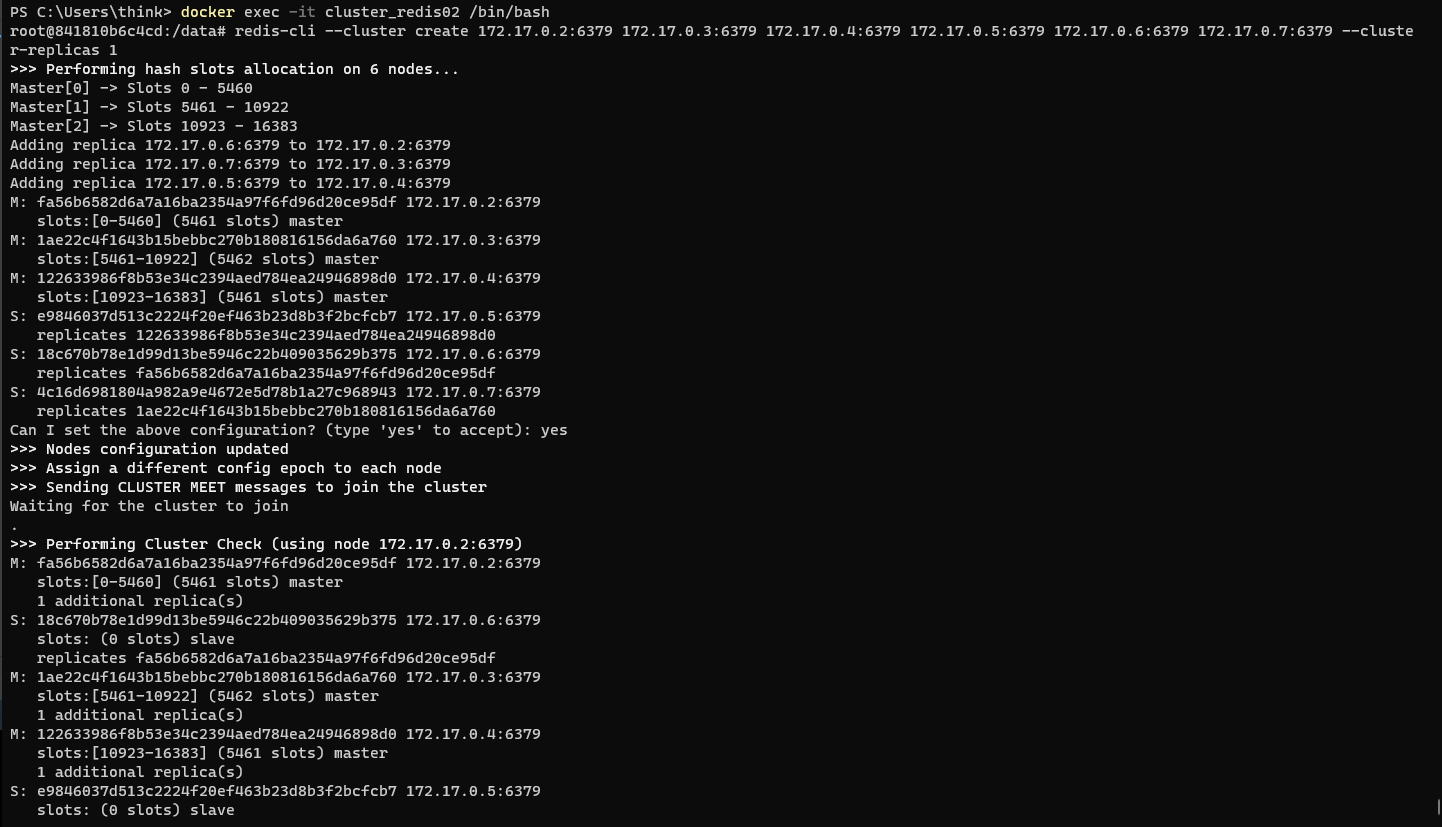 PS C:\Users\think> docker exec -it cluster_redis02 /bin/bash
root@841810b6c4cd:/data# redis-cli --cluster create 172.17.0.2:6379 172.17.0.3:6379 172.17.0.4:6379 172.17.0.5:6379 172.17.0.6:6379 172.17.0.7:6379 --cluste
r-replicas 1
>>> Performing hash slots allocation on 6 nodes...
Master[0] -> Slots 0 - 5460
Master[1] -> Slots 5461 - 10922
Master[2] -> Slots 10923 - 16383
Adding replica 172.17.0.6:6379 to 172.17.0.2:6379
Adding replica 172.17.0.7:6379 to 172.17.0.3:6379
Adding replica 172.17.0.5:6379 to 172.17.0.4:6379
M: fa56b6582d6a7a16ba2354a97f6fd96d20ce95df 172.17.0.2:6379
   slots:[0-5460] (5461 slots) master
M: 1ae22c4f1643b15bebbc270b180816156da6a760 172.17.0.3:6379
   slots:[5461-10922] (5462 slots) master
M: 122633986f8b53e34c2394aed784ea24946898d0 172.17.0.4:6379
   slots:[10923-16383] (5461 slots) master
S: e9846037d513c2224f20ef463b23d8b3f2bcfcb7 172.17.0.5:6379
   replicates 122633986f8b53e34c2394aed784ea24946898d0
S: 18c670b78e1d99d13be5946c22b409035629b375 172.17.0.6:6379
   replicates fa56b6582d6a7a16ba2354a97f6fd96d20ce95df
S: 4c16d6981804a982a9e4672e5d78b1a27c968943 172.17.0.7:6379
   replicates 1ae22c4f1643b15bebbc270b180816156da6a760
Can I set the above configuration? (type 'yes' to accept): yes
>>> Nodes configuration updated
>>> Assign a different config epoch to each node
>>> Sending CLUSTER MEET messages to join the cluster
Waiting for the cluster to join
.
>>> Performing Cluster Check (using node 172.17.0.2:6379)
M: fa56b6582d6a7a16ba2354a97f6fd96d20ce95df 172.17.0.2:6379
   slots:[0-5460] (5461 slots) master
   1 additional replica(s)
S: 18c670b78e1d99d13be5946c22b409035629b375 172.17.0.6:6379
   slots: (0 slots) slave
   replicates fa56b6582d6a7a16ba2354a97f6fd96d20ce95df
M: 1ae22c4f1643b15bebbc270b180816156da6a760 172.17.0.3:6379
   slots:[5461-10922] (5462 slots) master
   1 additional replica(s)
M: 122633986f8b53e34c2394aed784ea24946898d0 172.17.0.4:6379
   slots:[10923-16383] (5461 slots) master
   1 additional replica(s)
S: e9846037d513c2224f20ef463b23d8b3f2bcfcb7 172.17.0.5:6379
   slots: (0 slots) slave